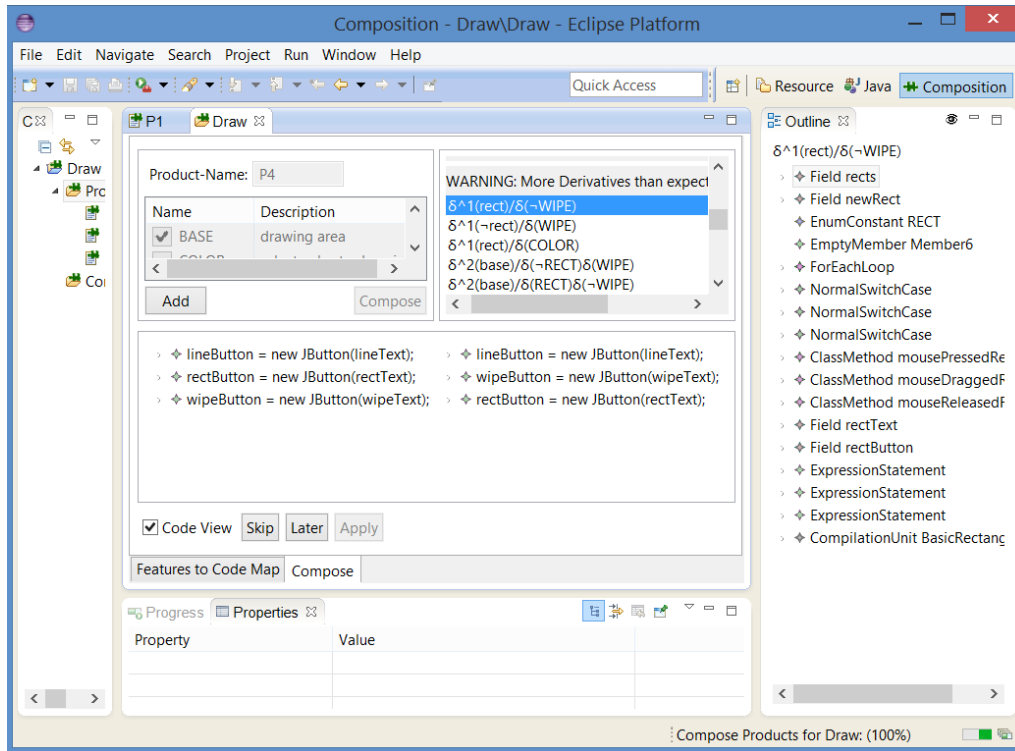 Composition - Draw\Draw - Eclipse Platform
File Edit Navigate Search Project Run Window Help
Quick Access
Resource Java Composition
C
Draw
Prc
Coı
P1 Draw
Product-Name: P4
Name Description
BASE drawing area
Add Compose
WARNING: More Derivatives than expect
δ^1(rect)/δ(¬WIPE)
δ^1(¬rect)/δ(WIPE)
δ^1(rect)/δ(COLOR)
δ^2(base)/δ(¬RECT)δ(WIPE)
δ^2(base)/δ(RECT)δ(¬WIPE)
lineButton = new JButton(lineText); lineButton = new JButton(lineText);
rectButton = new JButton(rectText); wipeButton = new JButton(wipeText);
wipeButton = new JButton(wipeText); rectButton = new JButton(rectText);
Code View Skip Later Apply
Features to Code Map Compose
Progress Properties
Property Value
Outline
δ^1(rect)/δ(¬WIPE)
Field rects
Field newRect
EnumConstant RECT
EmptyMember Member6
ForEachLoop
NormalSwitchCase
NormalSwitchCase
NormalSwitchCase
ClassMethod mousePressedRe
ClassMethod mouseDraggedR
ClassMethod mouseReleasedF
Field rectText
Field rectButton
ExpressionStatement
ExpressionStatement
ExpressionStatement
CompilationUnit BasicRectang
Compose Products for Draw: (100%)